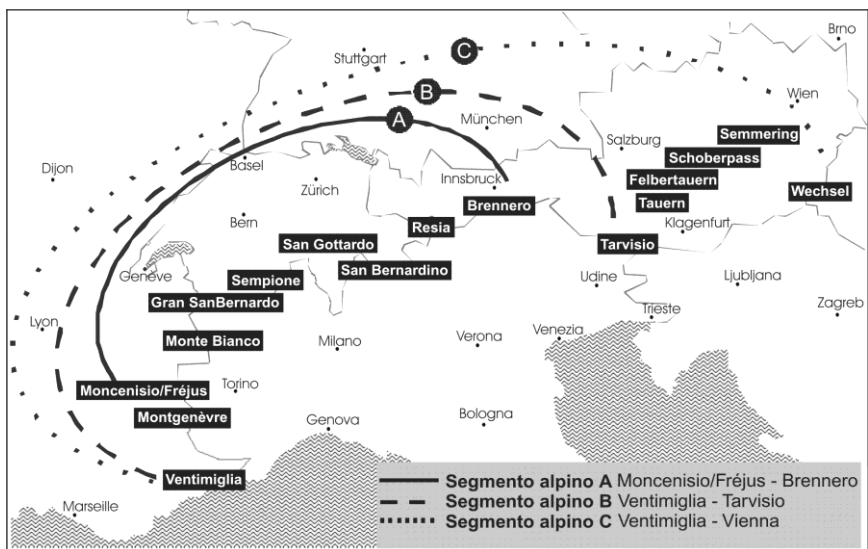 Brno
C
Stuttgart
B
Wien
A
München
Semmering
Salzburg
Schoberpass
Dijon
Basel
Zürich
Innsbruck
Felbertauern
Wechsel
Brennero
Tauern
Bern
Resia
Klagenfurt
San Gottardo
Tarvisio
San Bernardino
Genève
Sempione
Udine
Ljubljana
Gran SanBernardo
Trieste
Zagreb
Lyon
Monte Bianco
Milano
Verona
Venezia
Moncenisio/Fréjus
Torino
Montgenèvre
Genova
Bologna
Ventimiglia
Marseille
Segmento alpino A Moncenisio/Fréjus - Brennero
Segmento alpino B Ventimiglia - Tarvisio
Segmento alpino C Ventimiglia - Vienna